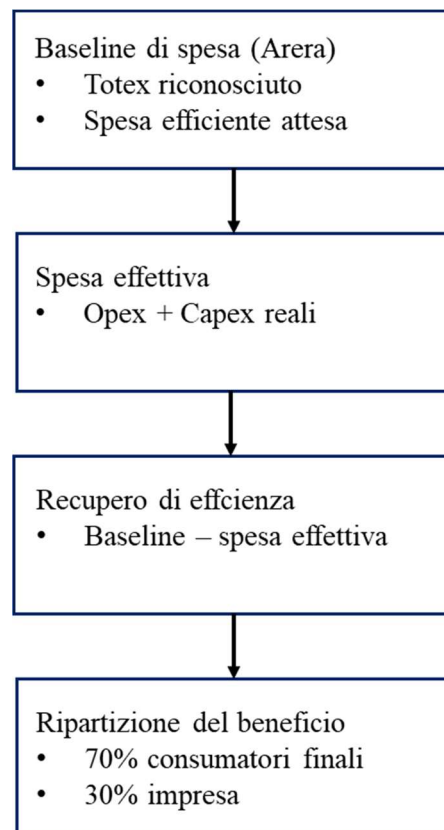 Baseline di spesa (Arera)
• Totex riconosciuto
• Spesa efficiente attesa
Spesa effettiva
• Opex + Capex reali
Recupero di effcienza
• Baseline – spesa effettiva
Ripartizione del beneficio
• 70% consumatori finali
• 30% impresa